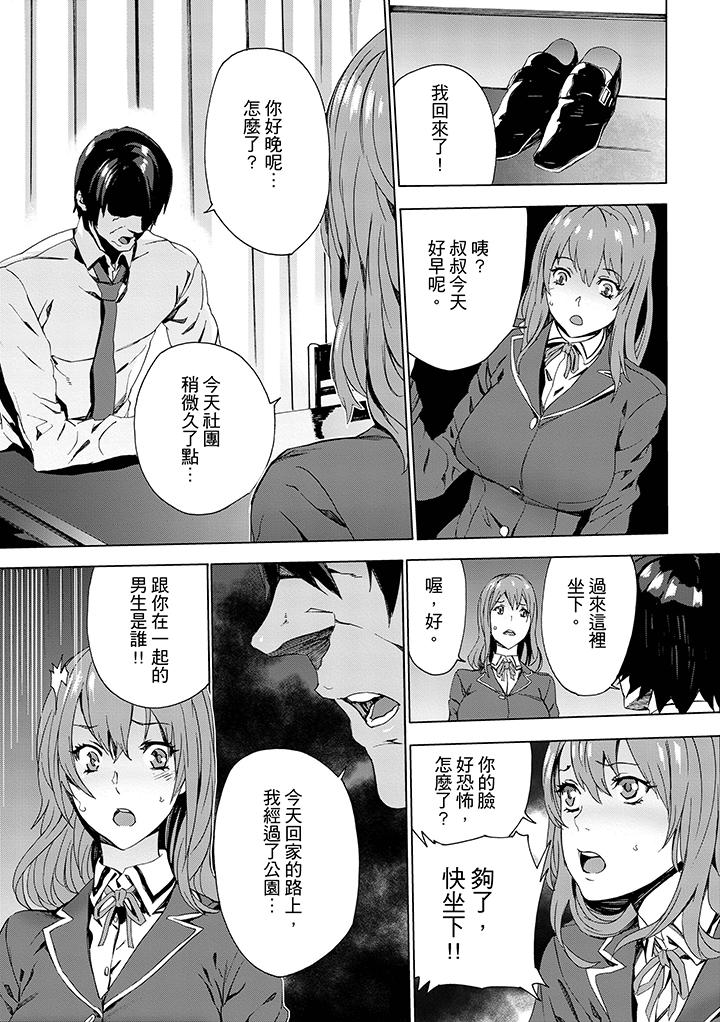 我回來了！
咦？
叔叔今天
好早呢。
你好晚呢…
怎麼了？
今天社團
稍微久了點…
過來這裡
坐下。
喔，好。
你的臉
好恐怖，
怎麼了？
夠了，
快坐下!!
今天回家的路上，
我經過了公園…
跟你在一起的
男生是誰!!